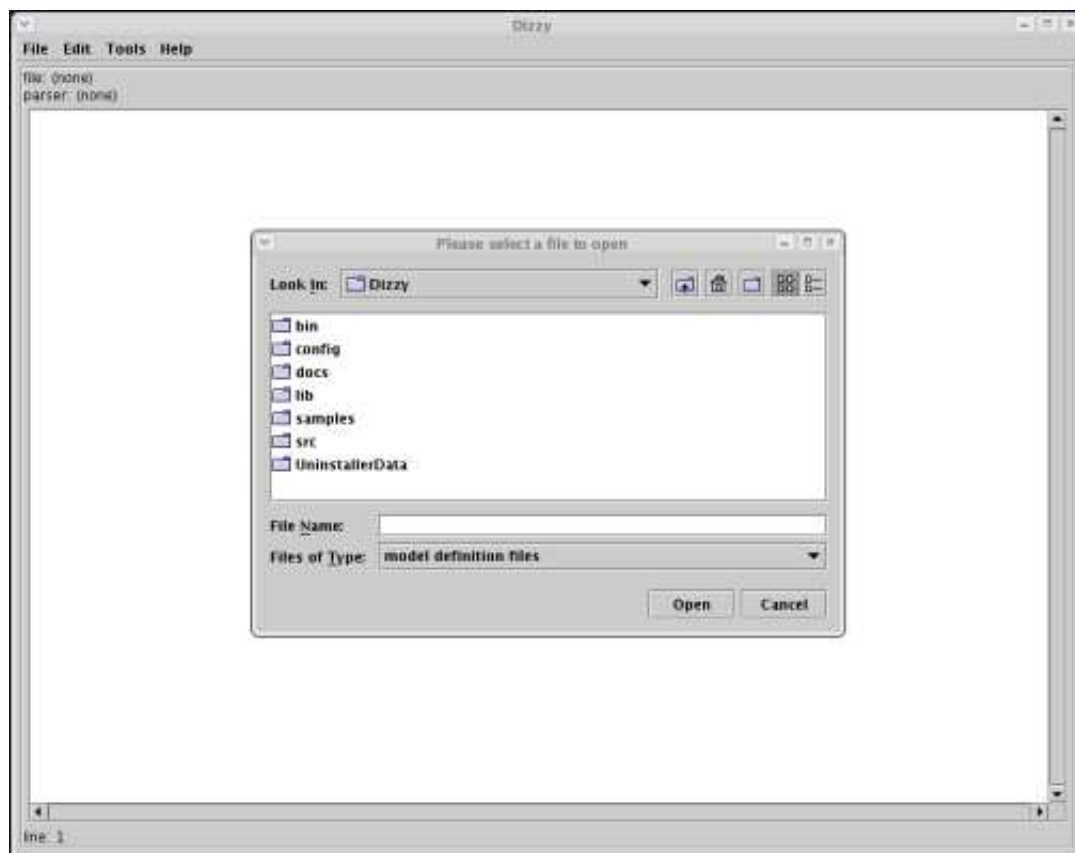 Dizzy
File Edit Tools Help
file: (none)
parser: (none)
Please select a file to open
Look In: Dizzy
bin
config
docs
lib
samples
src
UninstallerData
File Name:
Files of Type: model definition files
Open Cancel
line: 1